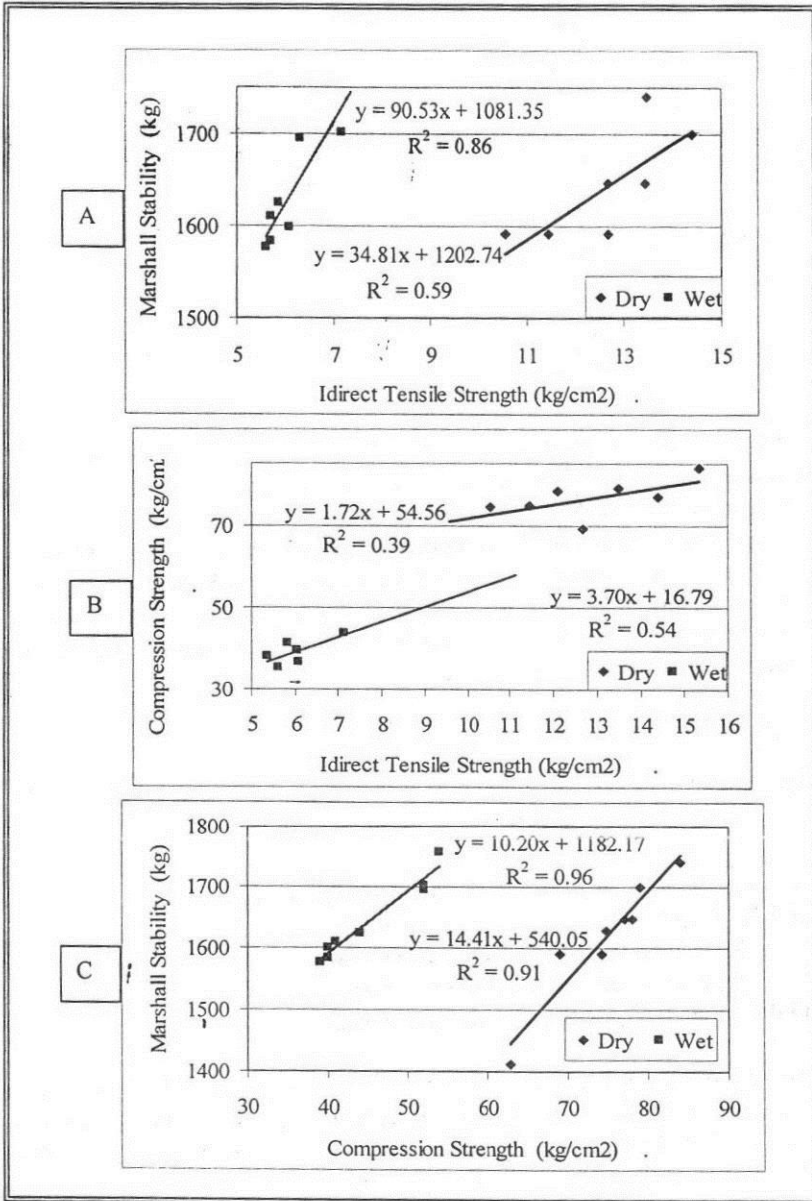 A
Marshall Stability (kg)
1700
1600
1500
y = 90.53x + 1081.35
R² = 0.86
y = 34.81x + 1202.74
R² = 0.59
Dry Wet
5 7 9 11 13 15
Idirect Tensile Strength (kg/cm2)
B
Compression Strength (kg/cm.
70
50
30
y = 1.72x + 54.56
R² = 0.39
y = 3.70x + 16.79
R² = 0.54
Dry Wet
5 6 7 8 9 10 11 12 13 14 15 16
Idirect Tensile Strength (kg/cm2)
C
Marshall Stability (kg)
1800
1700
1600
1500
1400
y = 10.20x + 1182.17
R² = 0.96
y = 14.41x + 540.05
R² = 0.91
Dry Wet
30 40 50 60 70 80 90
Compression Strength (kg/cm2)